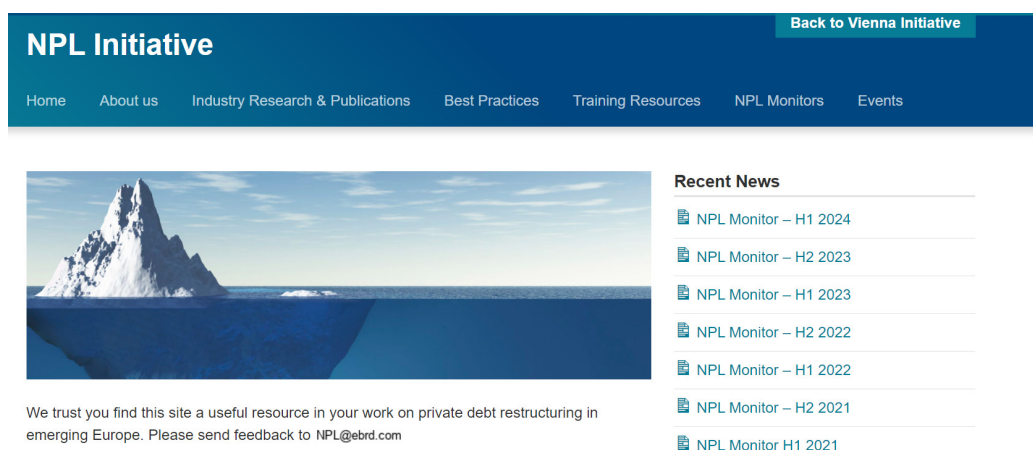 Back to Vienna Initiative
NPL Initiative
Home About us Industry Research & Publications Best Practices Training Resources NPL Monitors Events
Recent News
NPL Monitor – H1 2024
NPL Monitor – H2 2023
NPL Monitor – H1 2023
NPL Monitor – H2 2022
NPL Monitor – H1 2022
NPL Monitor – H2 2021
NPL Monitor H1 2021
We trust you find this site a useful resource in your work on private debt restructuring in
emerging Europe. Please send feedback to NPL@ebrd.com